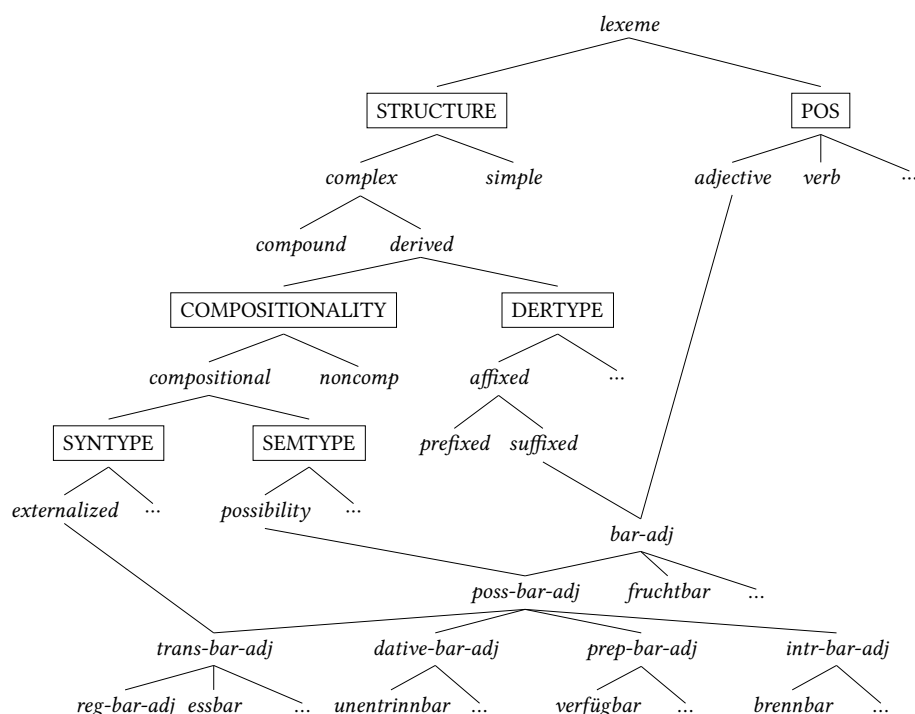 lexeme
STRUCTURE POS
complex simple adjective verb ...
compound derived
COMPOSITIONALITY DERTYPE
compositional noncomp affixed ...
SYNTYPE SEMTYPE prefixed suffixed
externalized ... possibility ...
bar-adj
poss-bar-adj fruchtbar ...
trans-bar-adj dative-bar-adj prep-bar-adj intr-bar-adj
reg-bar-adj essbar ... unentrinnbar ... verfügbar ... brennbar ...